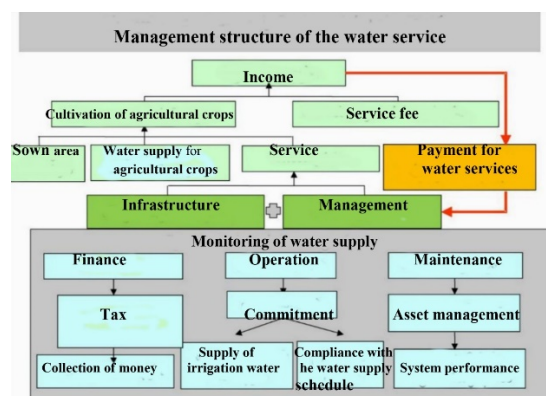 Management structure of the water service
Income
Cultivation of agricultural crops
Service fee
Sown area
Water supply for
agricultural crops
Service
Payment for
water services
Infrastructure
Management
Monitoring of water supply
Finance
Operation
Maintenance
Tax
Commitment
Asset management
Collection of money
Supply of
irrigation water
Compliance with
he water supply
schedule
System performance